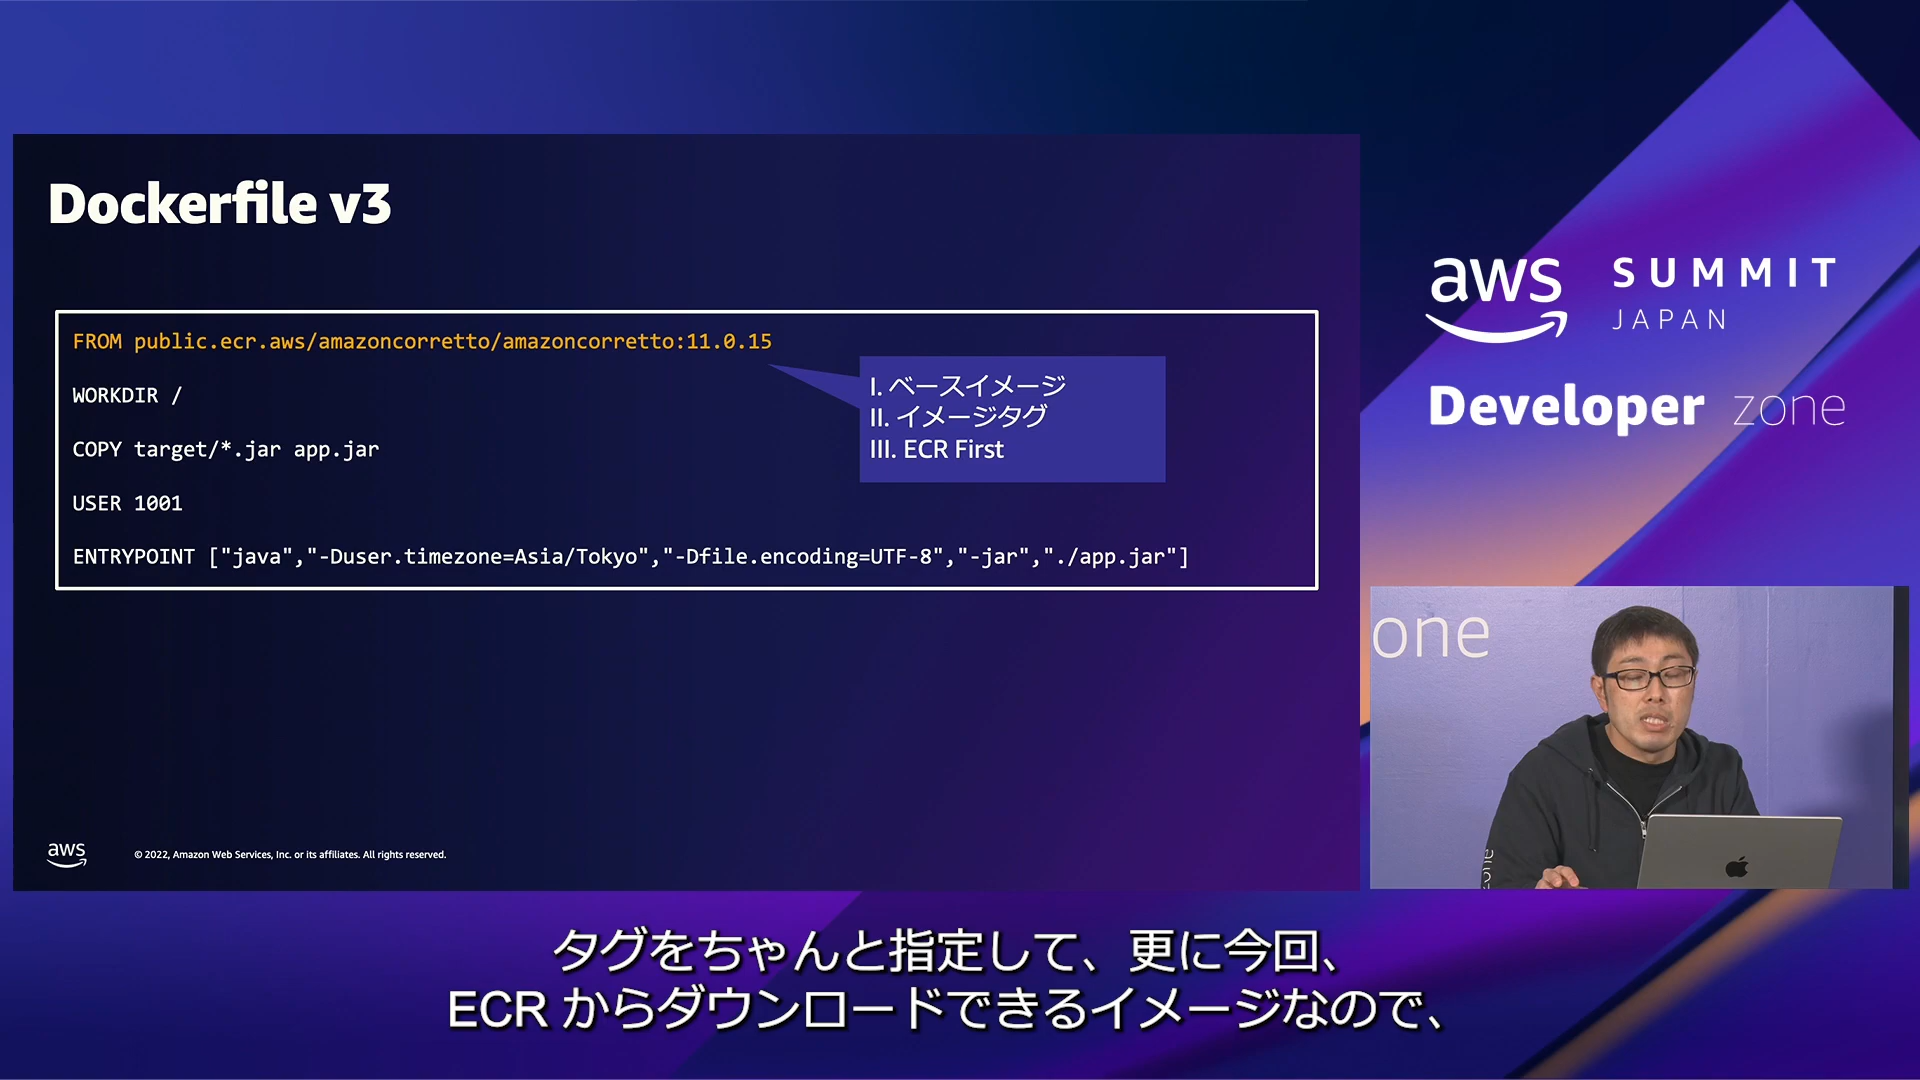 Dockerfile v3
FROM public.ecr.aws/amazoncorretto/amazoncorretto:11.0.15
WORKDIR /
COPY target/*.jar app.jar
USER 1001
ENTRYPOINT ["java","-Duser.timezone=Asia/Tokyo","-Dfile.encoding=UTF-8","-jar","./app.jar"]
I. ベースイメージ
II. イメージタグ
III. ECR First
aws
© 2022, Amazon Web Services, Inc. or its affiliates. All rights reserved.
aws SUMMIT
JAPAN
Developer zone
one
zone
タグをちゃんと指定して、更に今回、
ECR からダウンロードできるイメージなので、